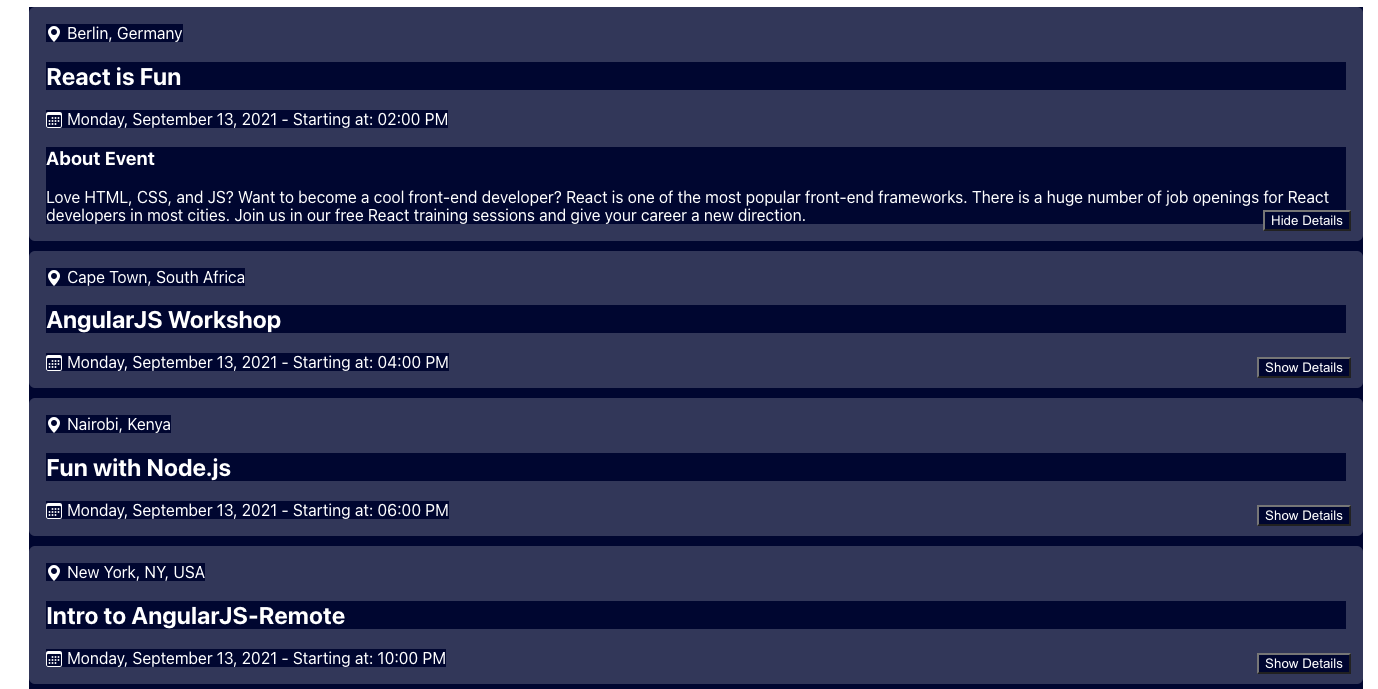 Berlin, Germany
React is Fun
Monday, September 13, 2021 - Starting at: 02:00 PM
About Event
Love HTML, CSS, and JS? Want to become a cool front-end developer? React is one of the most popular front-end frameworks. There is a huge number of job openings for React
developers in most cities. Join us in our free React training sessions and give your career a new direction.
Hide Details
Cape Town, South Africa
AngularJS Workshop
Monday, September 13, 2021 - Starting at: 04:00 PM
Show Details
Nairobi, Kenya
Fun with Node.js
Monday, September 13, 2021 - Starting at: 06:00 PM
Show Details
New York, NY, USA
Intro to AngularJS-Remote
Monday, September 13, 2021 - Starting at: 10:00 PM
Show Details